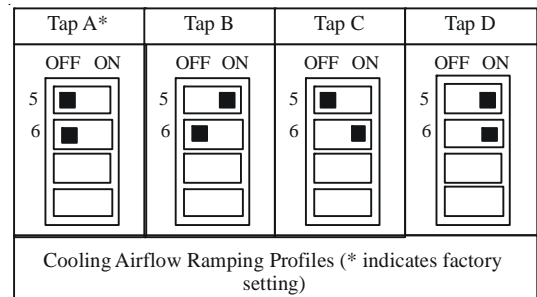 Tap A* Tap B Tap C Tap D
OFF ON OFF ON OFF ON OFF ON
5 5 5 5
6 6 6 6
Cooling Airflow Ramping Profiles (* indicates factory
setting)